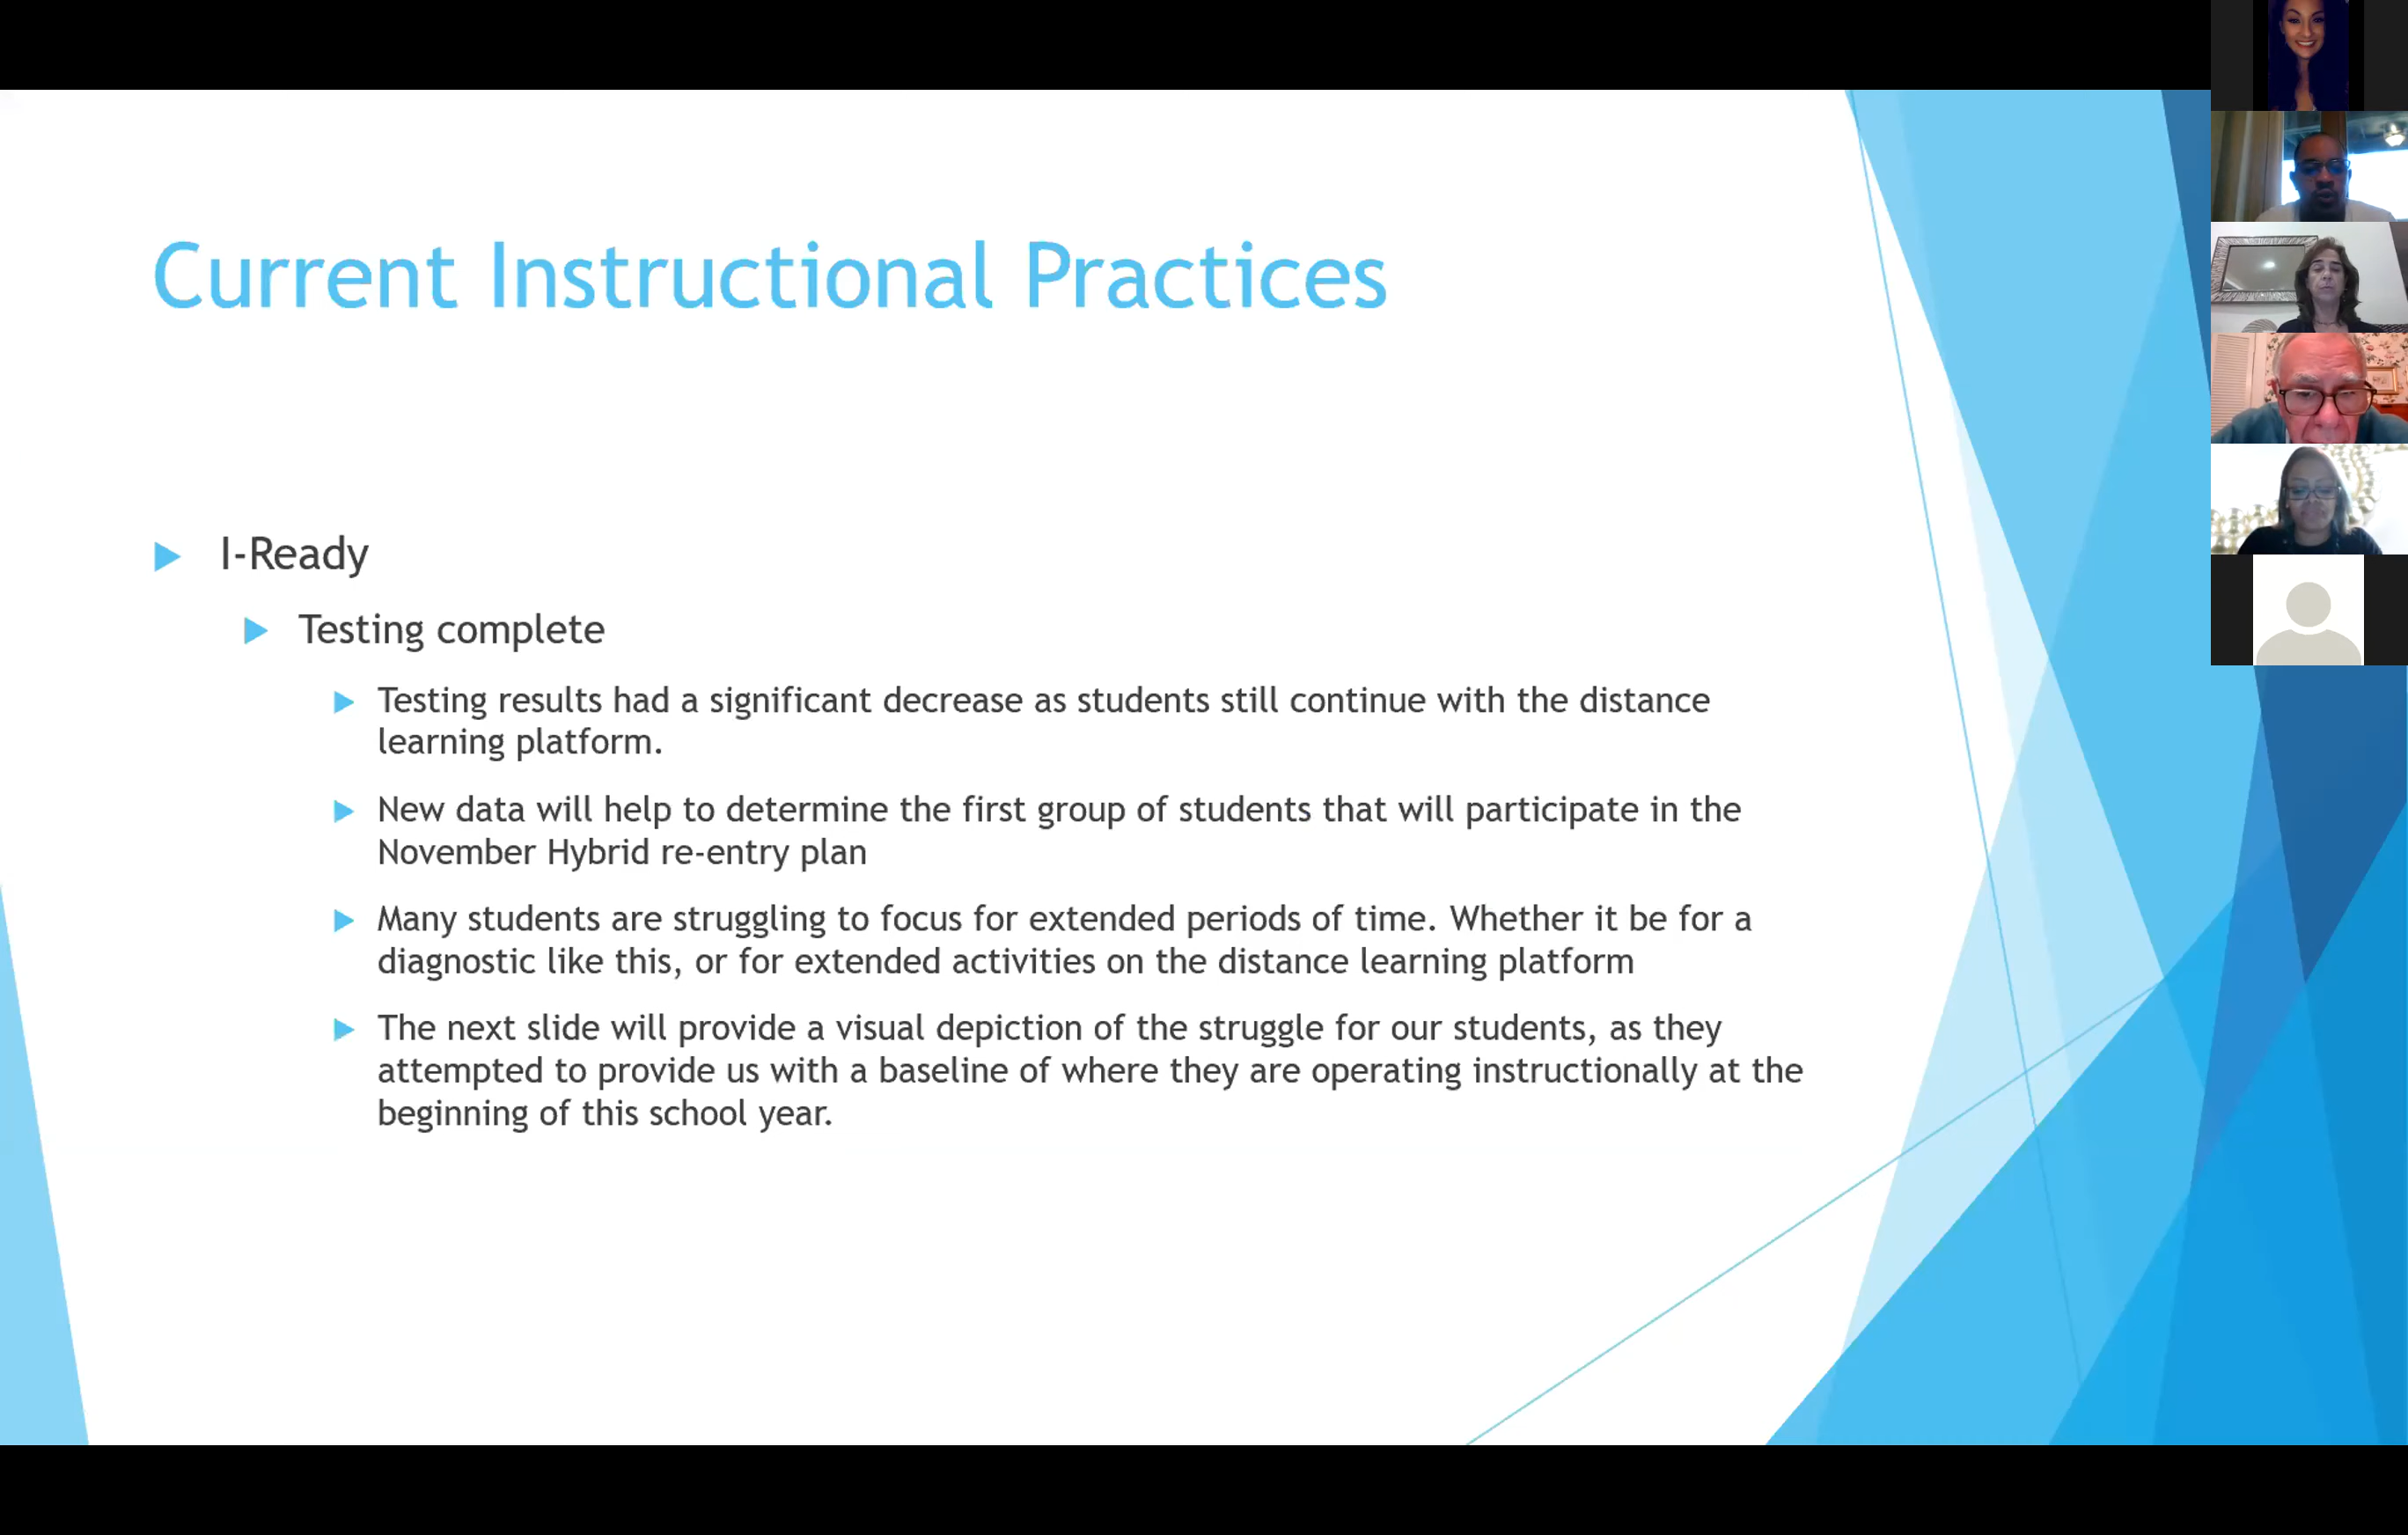 Current Instructional Practices
I-Ready
Testing complete
Testing results had a significant decrease as students still continue with the distance
learning platform.
New data will help to determine the first group of students that will participate in the
November Hybrid re-entry plan
Many students are struggling to focus for extended periods of time. Whether it be for a
diagnostic like this, or for extended activities on the distance learning platform
The next slide will provide a visual depiction of the struggle for our students, as they
attempted to provide us with a baseline of where they are operating instructionally at the
beginning of this school year.